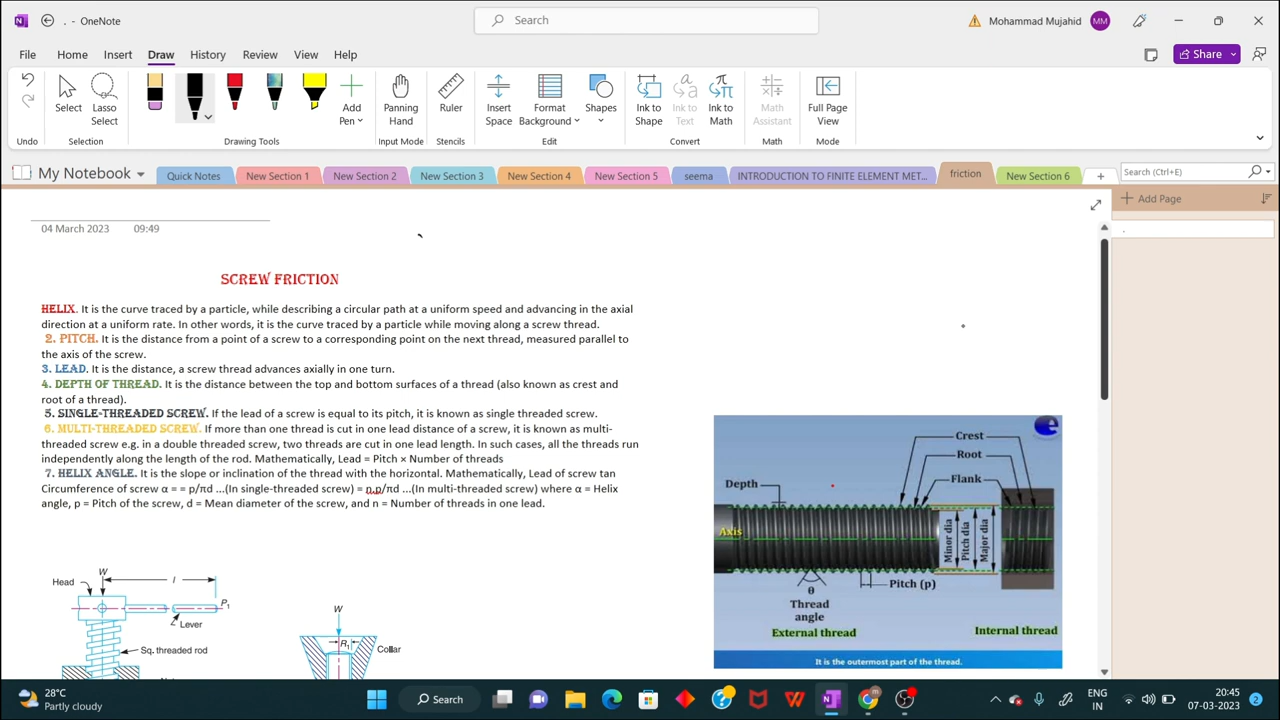 . - OneNote
Search
Mohammad Mujahid
MM
File Home Insert Draw History Review View Help
Share
Undo
Select
Lasso Select
Add Pen
Panning Hand
Ruler
Insert Space
Format Background
Shapes
Ink to Shape
Ink to Text
Ink to Math
Math Assistant
Full Page View
Undo Selection Drawing Tools Input Mode Stencils Edit Convert Math Mode
My Notebook
Quick Notes New Section 1 New Section 2 New Section 3 New Section 4 New Section 5 seema INTRODUCTION TO FINITE ELEMENT MET... friction New Section 6 +
Search (Ctrl+E)
Add Page
.
04 March 2023 09:49
SCREW FRICTION
HELIX. It is the curve traced by a particle, while describing a circular path at a uniform speed and advancing in the axial
direction at a uniform rate. In other words, it is the curve traced by a particle while moving along a screw thread.
2. PITCH. It is the distance from a point of a screw to a corresponding point on the next thread, measured parallel to
the axis of the screw.
3. LEAD. It is the distance, a screw thread advances axially in one turn.
4. DEPTH OF THREAD. It is the distance between the top and bottom surfaces of a thread (also known as crest and
root of a thread).
5. SINGLE-THREADED SCREW. If the lead of a screw is equal to its pitch, it is known as single threaded screw.
6. MULTI-THREADED SCREW. If more than one thread is cut in one lead distance of a screw, it is known as multi-
threaded screw e.g. in a double threaded screw, two threads are cut in one lead length. In such cases, all the threads run
independently along the length of the rod. Mathematically, Lead = Pitch × Number of threads
7. HELIX ANGLE. It is the slope or inclination of the thread with the horizontal. Mathematically, Lead of screw tan
Circumference of screw α = = p/πd ...(In single-threaded screw) = n.p/πd ...(In multi-threaded screw) where α = Helix
angle, p = Pitch of the screw, d = Mean diameter of the screw, and n = Number of threads in one lead.
W
Head
l
P1
Lever
Sq. threaded rod
W
R1
Collar
Crest
Root
Flank
Depth
Axis
Minor dia
Pitch dia
Major dia
θ
Thread angle
Pitch (p)
External thread
Internal thread
It is the outermost part of the thread.
28°C
Partly cloudy
Search
ENG
IN
20:45
07-03-2023